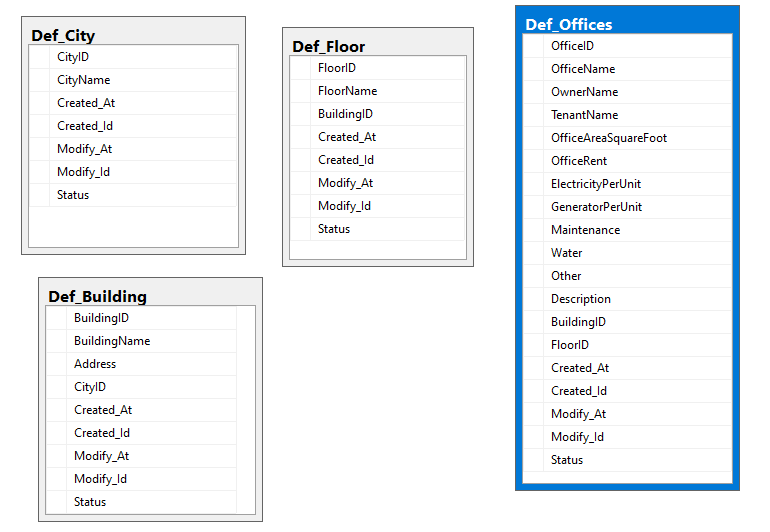 Def_City
CityID
CityName
Created_At
Created_Id
Modify_At
Modify_Id
Status
Def_Floor
FloorID
FloorName
BuildingID
Created_At
Created_Id
Modify_At
Modify_Id
Status
Def_Offices
OfficeID
OfficeName
OwnerName
TenantName
OfficeAreaSquareFoot
OfficeRent
ElectricityPerUnit
GeneratorPerUnit
Maintenance
Water
Other
Description
BuildingID
FloorID
Created_At
Created_Id
Modify_At
Modify_Id
Status
Def_Building
BuildingID
BuildingName
Address
CityID
Created_At
Created_Id
Modify_At
Modify_Id
Status